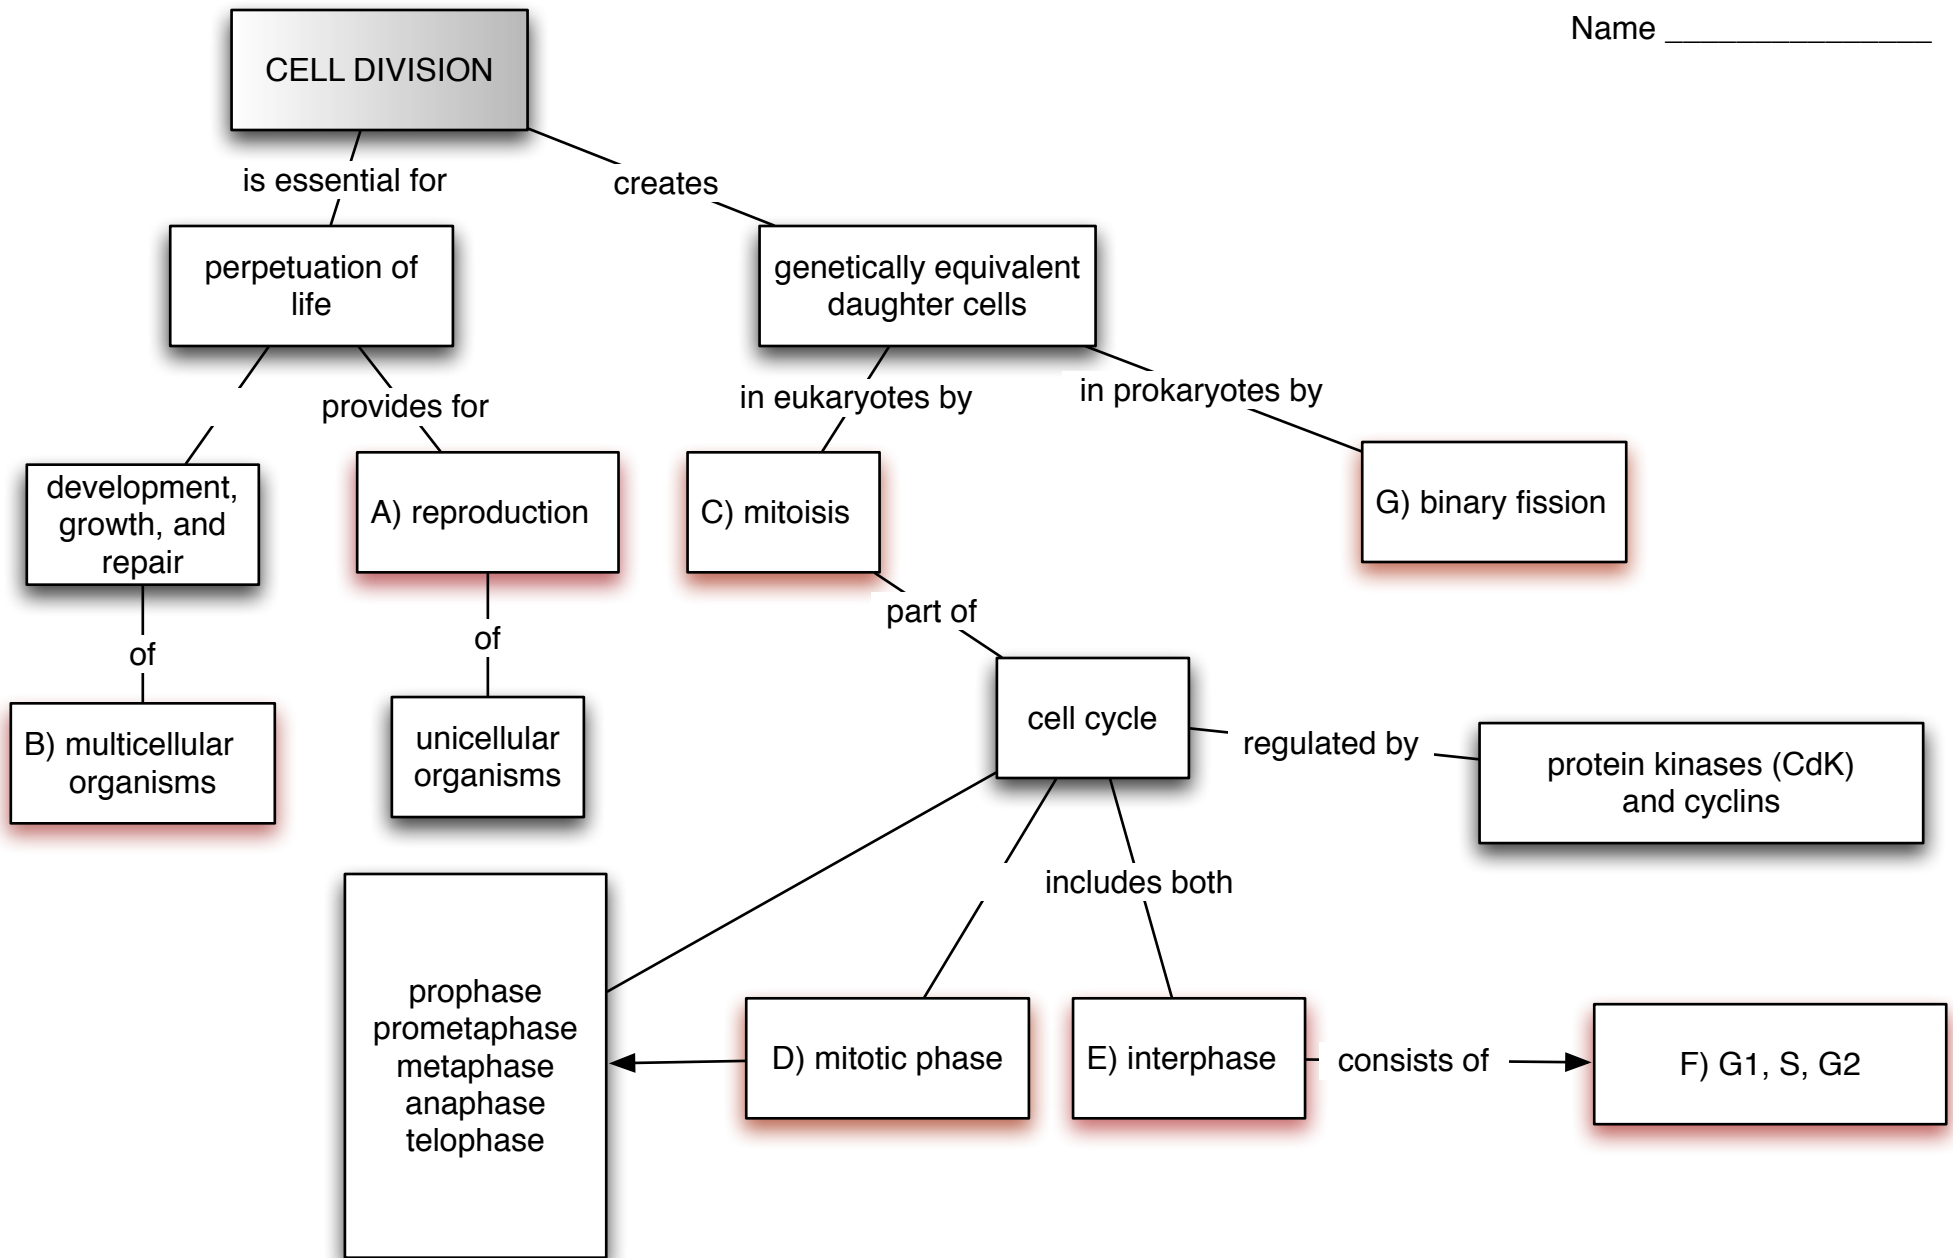 Name _______________
CELL DIVISION
is essential for
creates
perpetuation of
life
genetically equivalent
daughter cells
provides for
in eukaryotes by
in prokaryotes by
development,
growth, and
repair
A) reproduction
C) mitoisis
G) binary fission
part of
of
of
B) multicellular
organisms
unicellular
organisms
cell cycle
regulated by
protein kinases (CdK)
and cyclins
includes both
prophase
prometaphase
metaphase
anaphase
telophase
D) mitotic phase
E) interphase
consists of
F) G1, S, G2